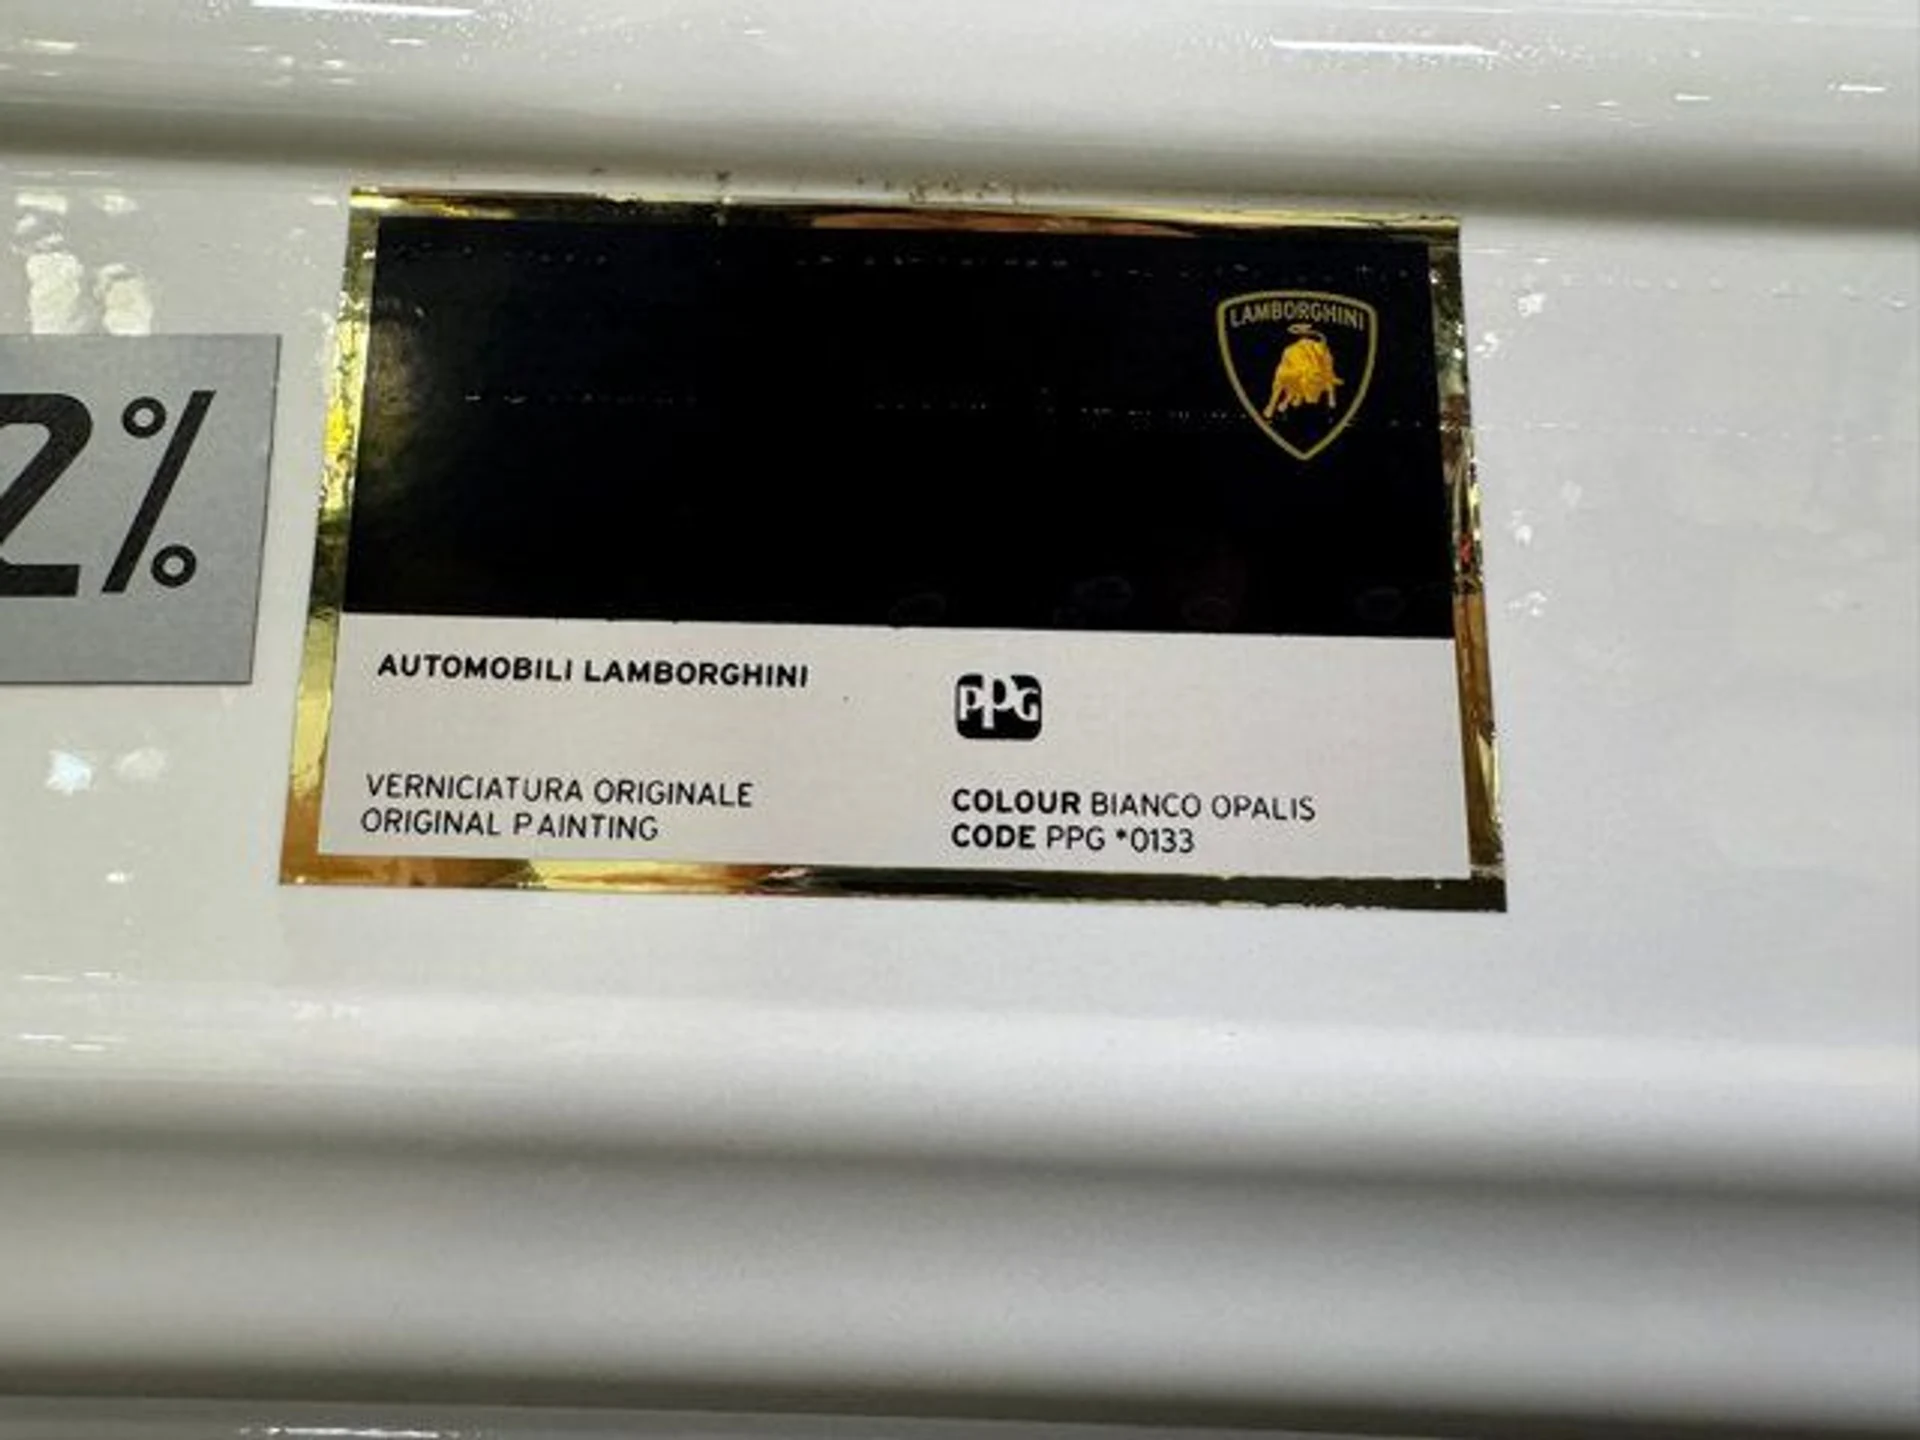 LAMBORGHINI
2%
AUTOMOBILI LAMBORGHINI
PPG
VERNICIATURA ORIGINALE
ORIGINAL PAINTING
COLOUR BIANCO OPALIS
CODE PPG *0133